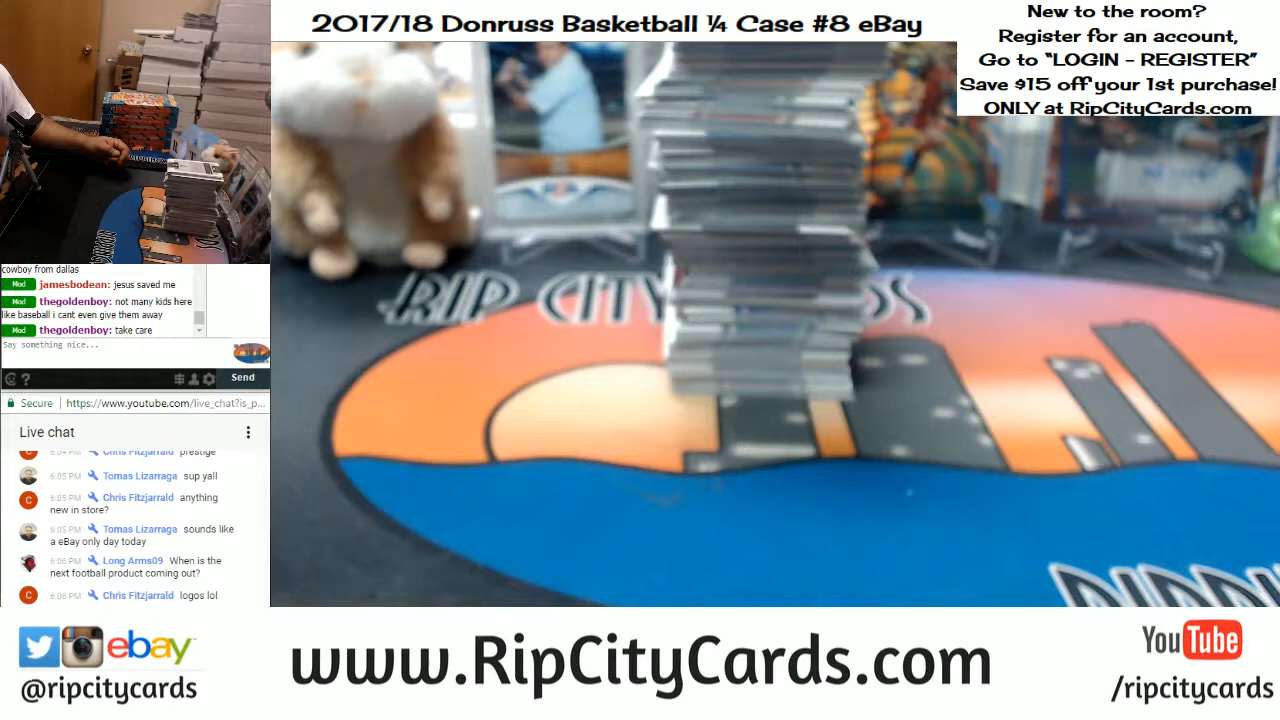 2017/18 Donruss Basketball ¼ Case #8 eBay
New to the room?
Register for an account,
Go to “LOGIN - REGISTER”
Save $15 off your 1st purchase!
ONLY at RipCityCards.com
cowboy from dallas
Mod jamesbodean: jesus saved me
Mod thegoldenboy: not many kids here
like baseball i cant even give them away
Mod thegoldenboy: take care
Say something nice...
Send
Secure https://www.youtube.com/live_chat?is_p...
Live chat
6:04 PM Chris Fitzjarrald prestige
6:05 PM Tomas Lizarraga sup yall
C 6:05 PM Chris Fitzjarrald anything
new in store?
6:05 PM Tomas Lizarraga sounds like
a eBay only day today
6:06 PM Long Arms09 When is the
next football product coming out?
C 6:06 PM Chris Fitzjarrald logos lol
RIP CITY
ebay
@ripcitycards
www.RipCityCards.com
YouTube
/ripcitycards